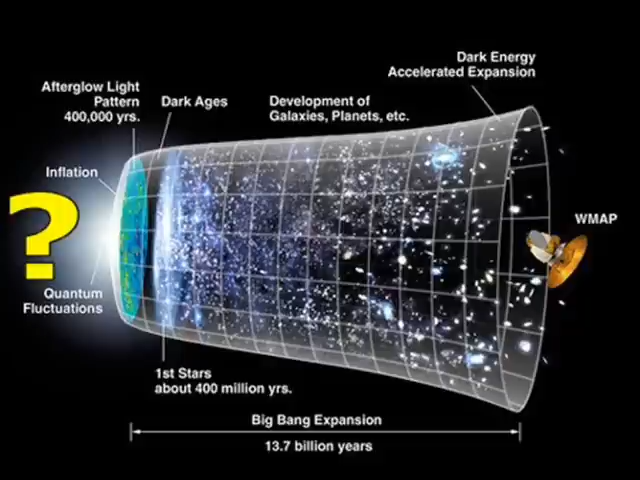 Dark Energy
Accelerated Expansion
Afterglow Light
Pattern
400,000 yrs.
Dark Ages
Development of
Galaxies, Planets, etc.
Inflation
?
WMAP
Quantum
Fluctuations
1st Stars
about 400 million yrs.
Big Bang Expansion
13.7 billion years